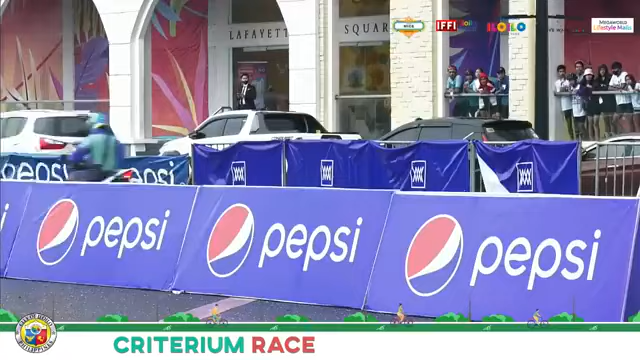 LAFAYETTE SQUARE
IFFI
ILOILO
MEGAWORLD
Lifestyle Malls
pepsi
pepsi
pepsi
pepsi
pepsi
CRITERIUM RACE